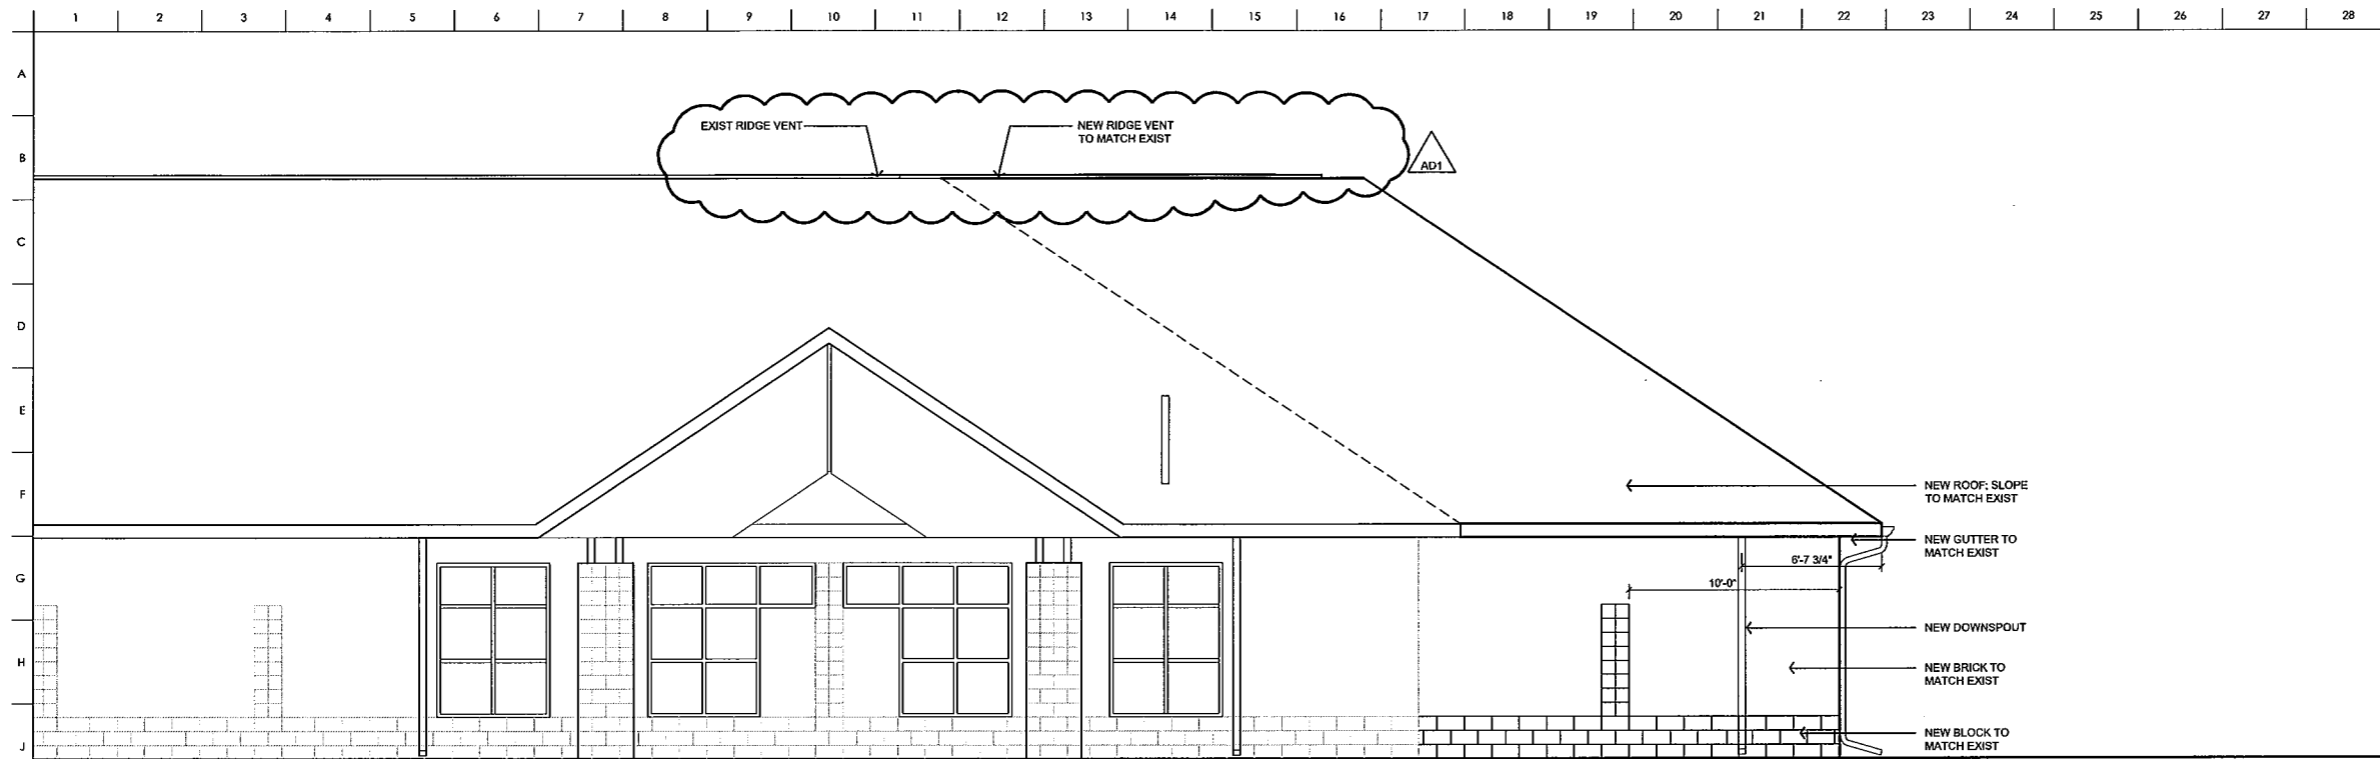 1 2 3 4 5 6 7 8 9 10 11 12 13 14 15 16 17 18 19 20 21 22 23 24 25 26 27 28
A
B
C
D
E
F
G
H
J
EXIST RIDGE VENT
NEW RIDGE VENT
TO MATCH EXIST
AD1
NEW ROOF; SLOPE
TO MATCH EXIST
NEW GUTTER TO
MATCH EXIST
6'-7 3/4"
10'-0"
NEW DOWNSPOUT
NEW BRICK TO
MATCH EXIST
NEW BLOCK TO
MATCH EXIST